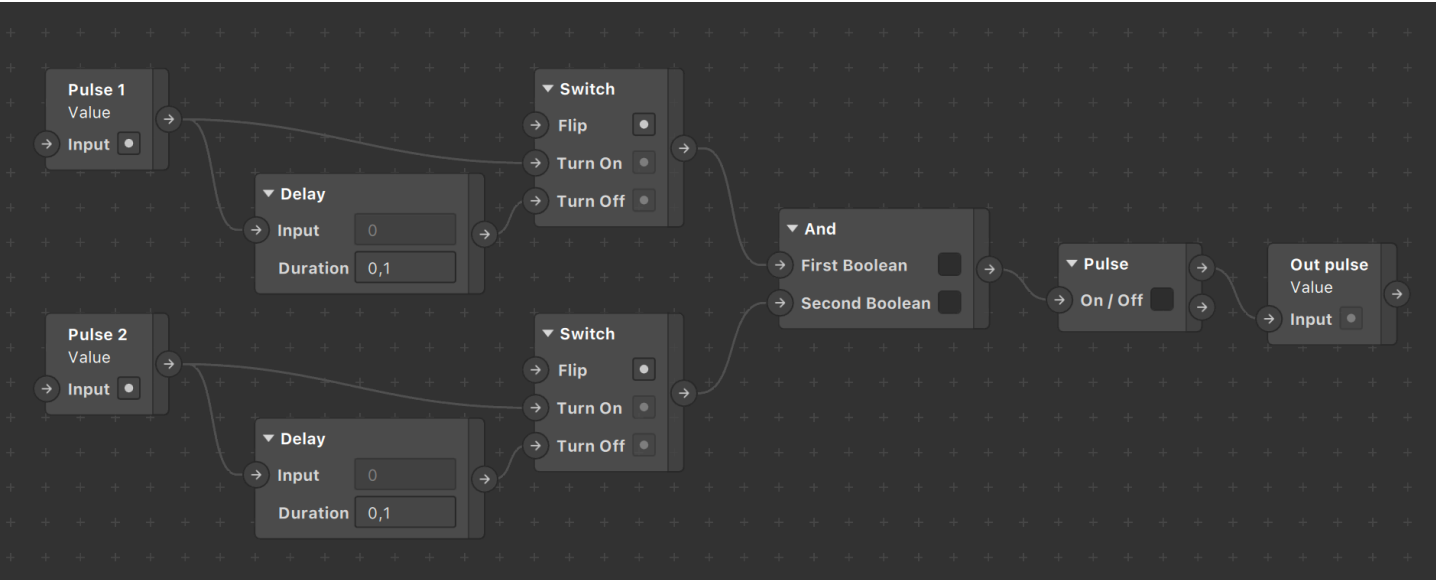 Pulse 1
Value
Input
Delay
Input 0
Duration 0,1
Switch
Flip
Turn On
Turn Off
Pulse 2
Value
Input
Delay
Input 0
Duration 0,1
Switch
Flip
Turn On
Turn Off
And
First Boolean
Second Boolean
Pulse
On / Off
Out pulse
Value
Input